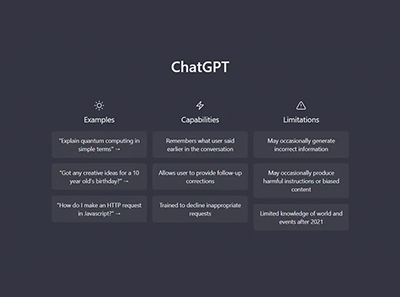 ChatGPT
Examples
"Explain quantum computing in
simple terms" →
"Got any creative ideas for a 10
year old's birthday?" →
"How do I make an HTTP request
in Javascript?" →
Capabilities
Remembers what user said
earlier in the conversation
Allows user to provide follow-up
corrections
Trained to decline inappropriate
requests
Limitations
May occasionally generate
incorrect information
May occasionally produce
harmful instructions or biased
content
Limited knowledge of world and
events after 2021